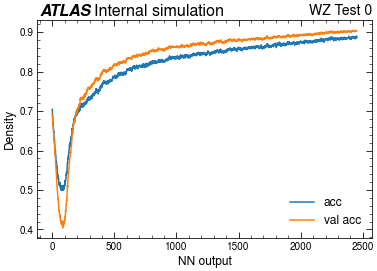 ATLAS Internal simulation WZ Test 0
0.9
0.8
0.7
0.6
0.5
0.4
Density
acc
val acc
0 500 1000 1500 2000 2500
NN output